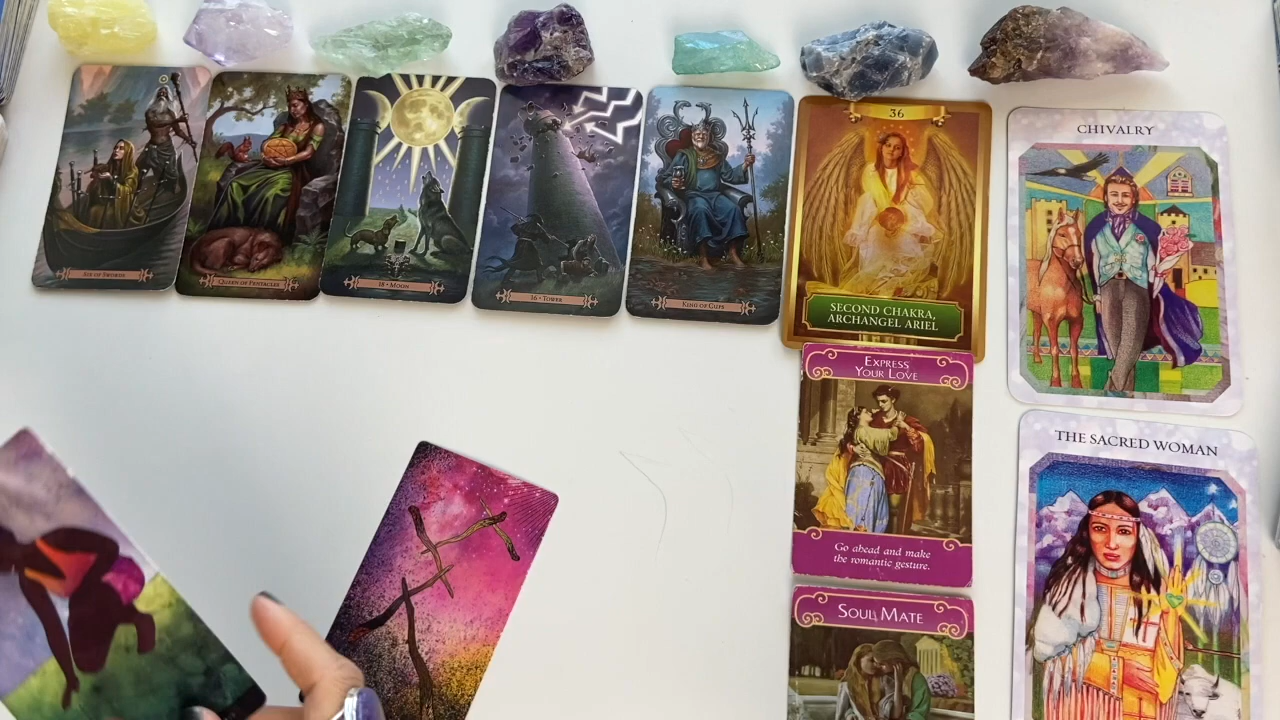 SIX OF SWORDS
QUEEN OF PENTACLES
18 • MOON
16 • TOWER
KING OF CUPS
36
SECOND CHAKRA,
ARCHANGEL ARIEL
CHIVALRY
EXPRESS
YOUR LOVE
Go ahead and make
the romantic gesture.
SOUL MATE
THE SACRED WOMAN